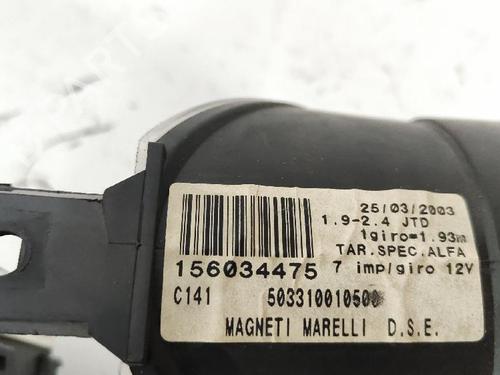 25/03/2003
1.9-2.4 JTD
1giro=1.93m
TAR.SPEC.ALFA
156034475 7 imp/giro 12V
C141 503310010500
MAGNETI MARELLI D.S.E.